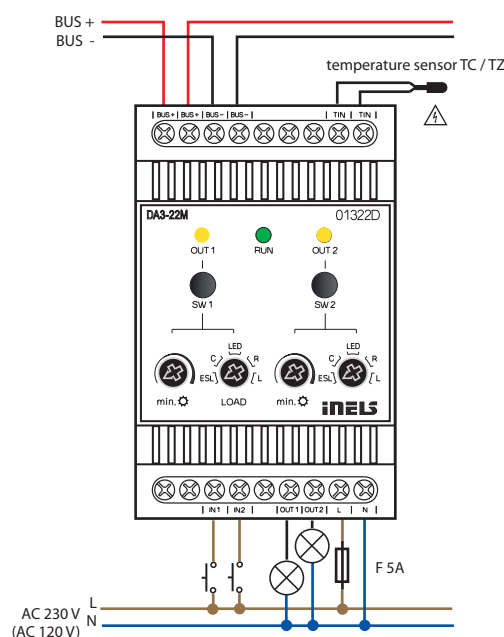 BUS +
BUS -
temperature sensor TC / TZ
BUS+ BUS+ BUS- BUS- TIN TIN
DA3-22M 01322D
OUT 1 RUN OUT 2
SW 1 SW 2
LED LED
C R C R
ESL L ESL L
min. LOAD min.
iNELS
IN1 IN2 OUT1 OUT2 L N
F 5A
L
AC 230 V
N
(AC 120 V)